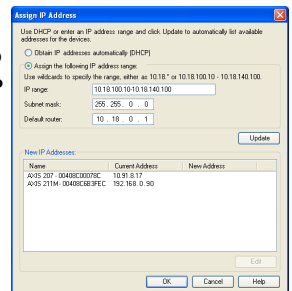 Assign IP Address
Use DHCP or enter an IP address range and click Update to automatically list available
addresses for the devices.
Obtain IP addresses automatically (DHCP)
Assign the following IP address range:
Use wildcards to specify the range, either as 10.18.* or 10.18.100.10 - 10.18.140.100.
IP range: 10.18.100.10-10.18.140.100
Subnet mask: 255. 255. 0 . 0
Default router: 10 . 18 . 0 . 1
Update
New IP Addresses:
Name Current Address New Address
AXIS 207 - 00408C00078C 10.91.8.17
AXIS 211M - 00408C6B3FEC 192.168.0.90
Edit
OK Cancel Help